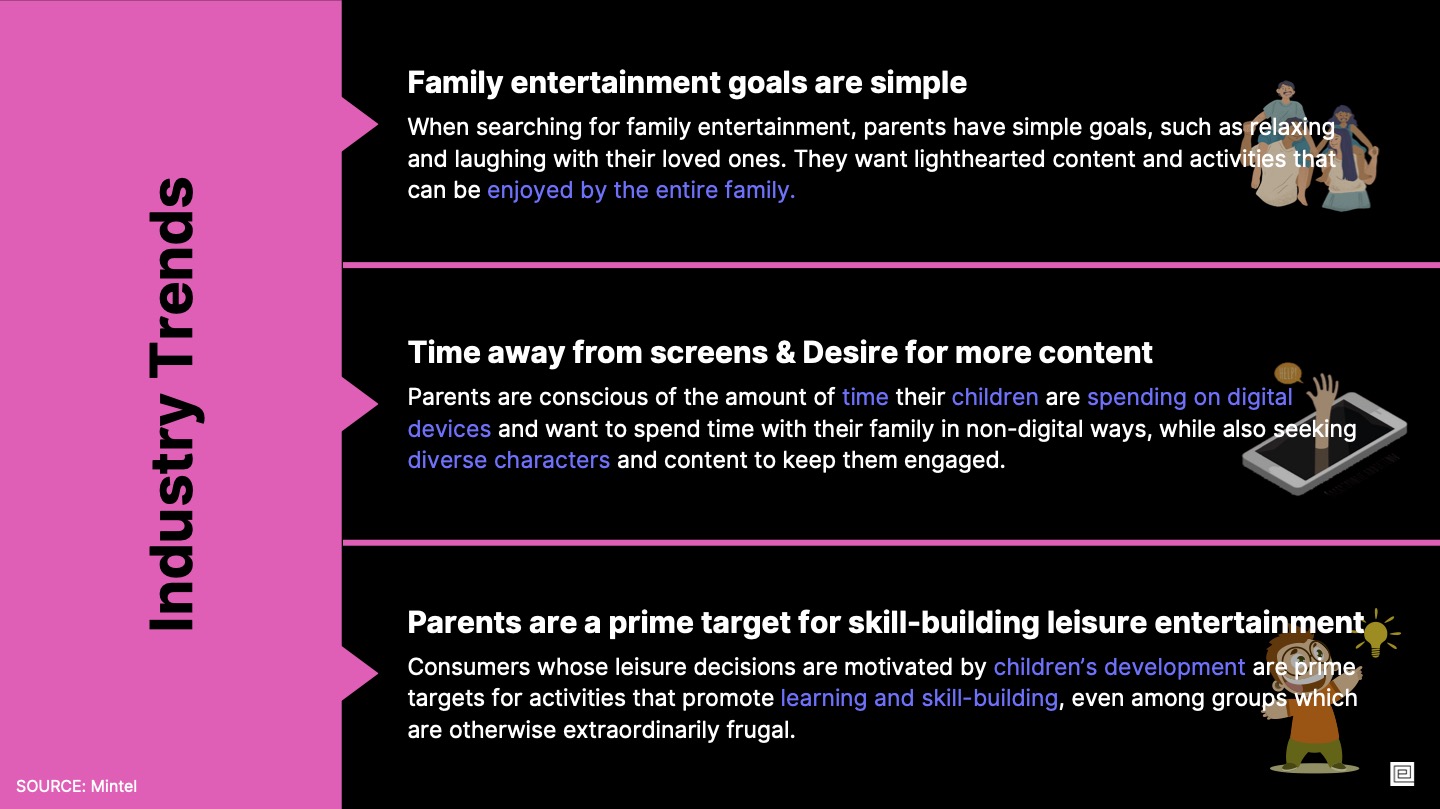 Industry Trends
Family entertainment goals are simple
When searching for family entertainment, parents have simple goals, such as relaxing
and laughing with their loved ones. They want lighthearted content and activities that
can be enjoyed by the entire family.
Time away from screens & Desire for more content
HELP!
Parents are conscious of the amount of time their children are spending on digital
devices and want to spend time with their family in non-digital ways, while also seeking
diverse characters and content to keep them engaged.
Parents are a prime target for skill-building leisure entertainment
Consumers whose leisure decisions are motivated by children’s development are prime
targets for activities that promote learning and skill-building, even among groups which
are otherwise extraordinarily frugal.
SOURCE: Mintel